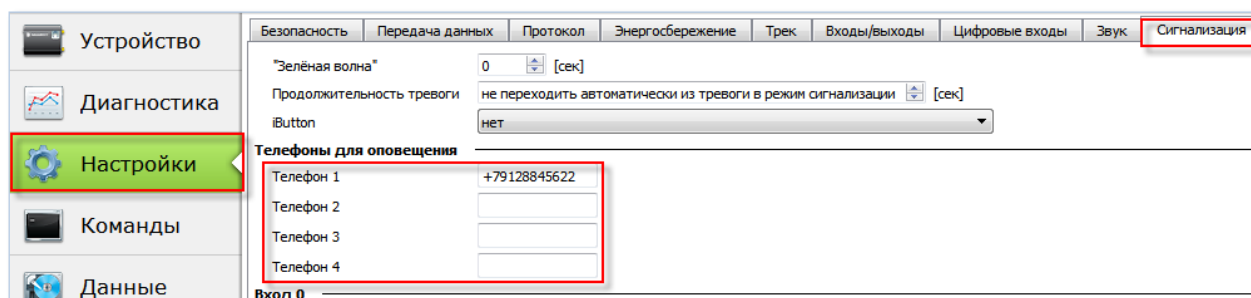 Устройство
Диагностика
Настройки
Команды
Данные
Безопасность Передача данных Протокол Энергосбережение Трек Входы/выходы Цифровые входы Звук Сигнализация
"Зелёная волна" 0 [сек]
Продолжительность тревоги не переходить автоматически из тревоги в режим сигнализации [сек]
iButton нет
Телефоны для оповещения
Телефон 1 +79128845622
Телефон 2
Телефон 3
Телефон 4
Вход 0